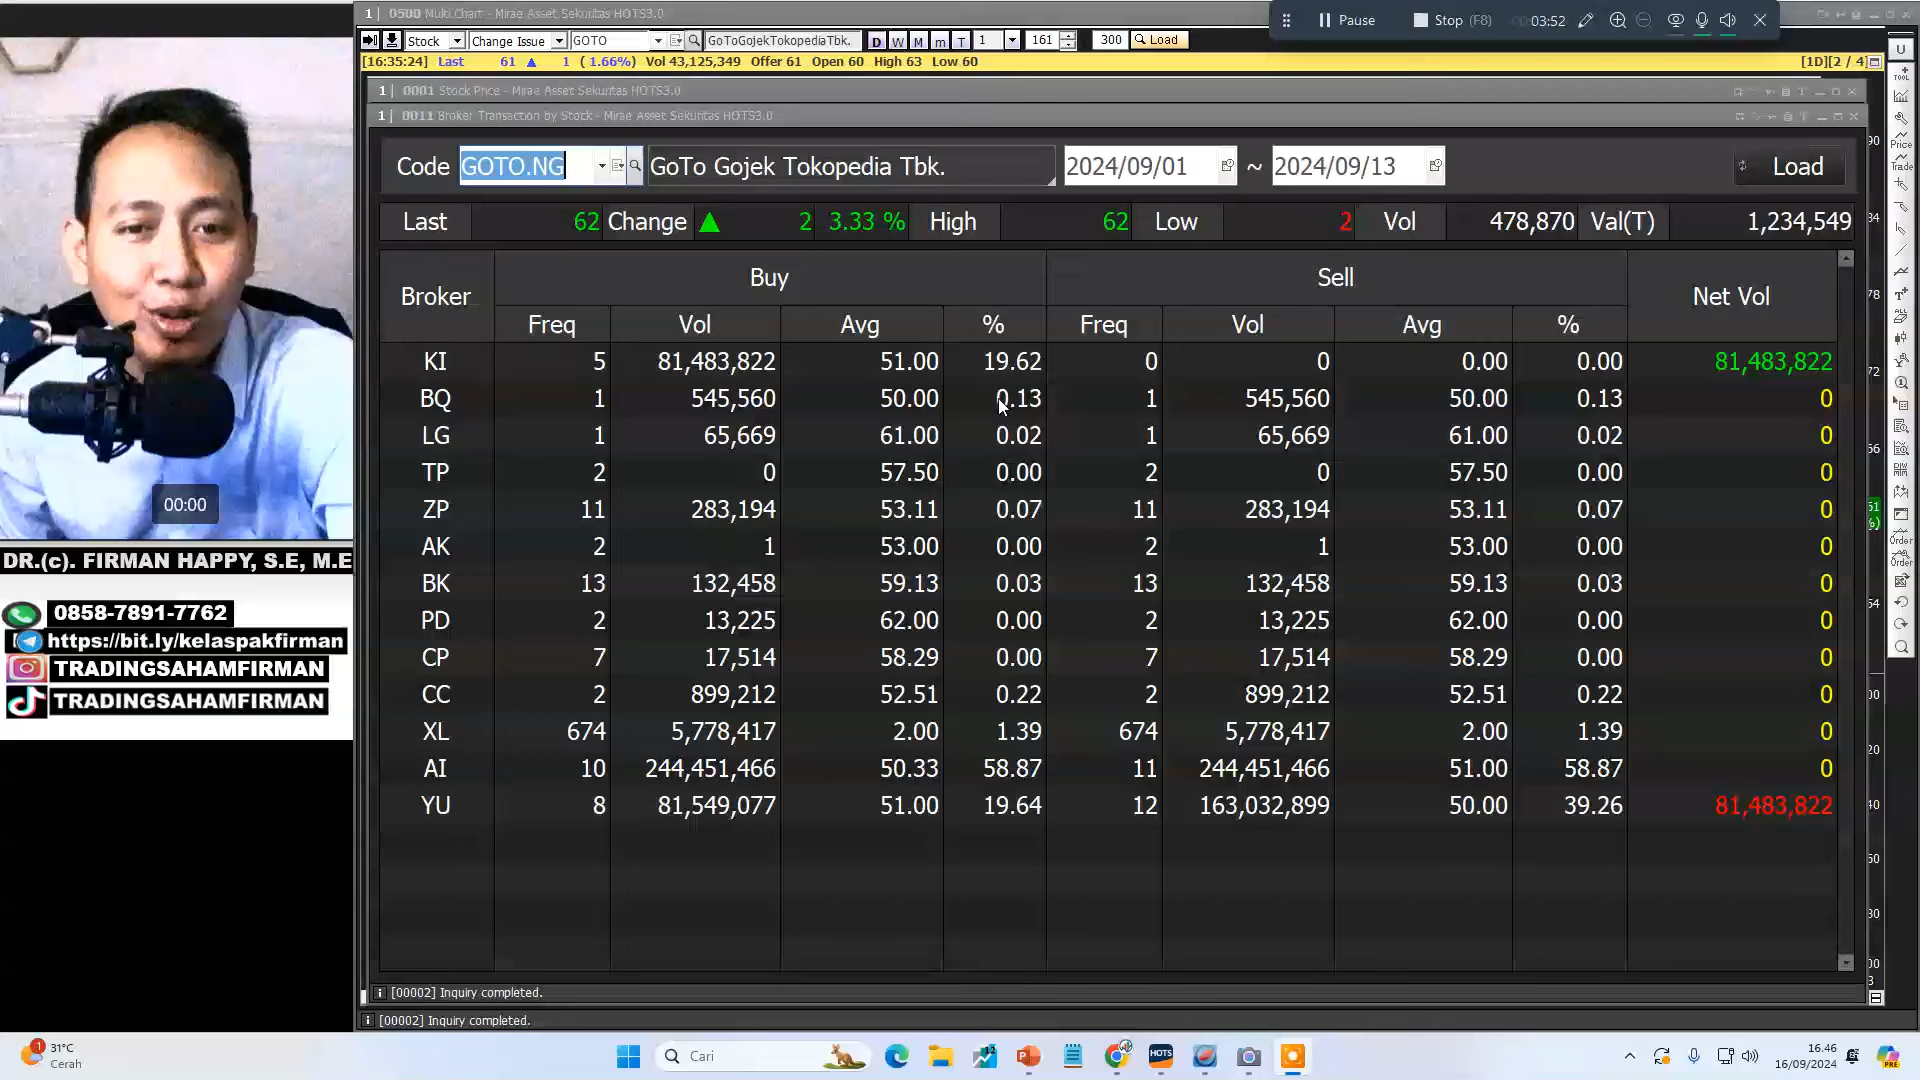 1 0500 Multi Chart - Mirae Asset Sekuritas HOTS3.0
Pause Stop (F8) 00:03:52
Stock Change Issue GOTO GoToGojekTokopediaTbk. D W M m T 1 161 300 Load
[16:35:24] Last 61 ▲ 1 ( 1.66%) Vol 43,125,349 Offer 61 Open 60 High 63 Low 60 [1D][2 / 4]
1 0001 Stock Price - Mirae Asset Sekuritas HOTS3.0
1 0011 Broker Transaction by Stock - Mirae Asset Sekuritas HOTS3.0
Code GOTO.NG GoTo Gojek Tokopedia Tbk. 2024/09/01 ~ 2024/09/13 Load
Last 62 Change ▲ 2 3.33 % High 62 Low 2 Vol 478,870 Val(T) 1,234,549
Broker Buy Sell Net Vol
Freq Vol Avg % Freq Vol Avg %
KI 5 81,483,822 51.00 19.62 0 0 0.00 0.00 81,483,822
BQ 1 545,560 50.00 0.13 1 545,560 50.00 0.13 0
LG 1 65,669 61.00 0.02 1 65,669 61.00 0.02 0
TP 2 0 57.50 0.00 2 0 57.50 0.00 0
ZP 11 283,194 53.11 0.07 11 283,194 53.11 0.07 0
AK 2 1 53.00 0.00 2 1 53.00 0.00 0
BK 13 132,458 59.13 0.03 13 132,458 59.13 0.03 0
PD 2 13,225 62.00 0.00 2 13,225 62.00 0.00 0
CP 7 17,514 58.29 0.00 7 17,514 58.29 0.00 0
CC 2 899,212 52.51 0.22 2 899,212 52.51 0.22 0
XL 674 5,778,417 2.00 1.39 674 5,778,417 2.00 1.39 0
AI 10 244,451,466 50.33 58.87 11 244,451,466 51.00 58.87 0
YU 8 81,549,077 51.00 19.64 12 163,032,899 50.00 39.26 81,483,822
[00002] Inquiry completed.
[00002] Inquiry completed.
00:00
DR.(c). FIRMAN HAPPY, S.E, M.E
0858-7891-7762
https://bit.ly/kelaspakfirman
TRADINGSAHAMFIRMAN
TRADINGSAHAMFIRMAN
U
TOOL
Price
Trade
Order
Order
31°C
Cerah
Cari
HOTS
16.46
16/09/2024
PRE